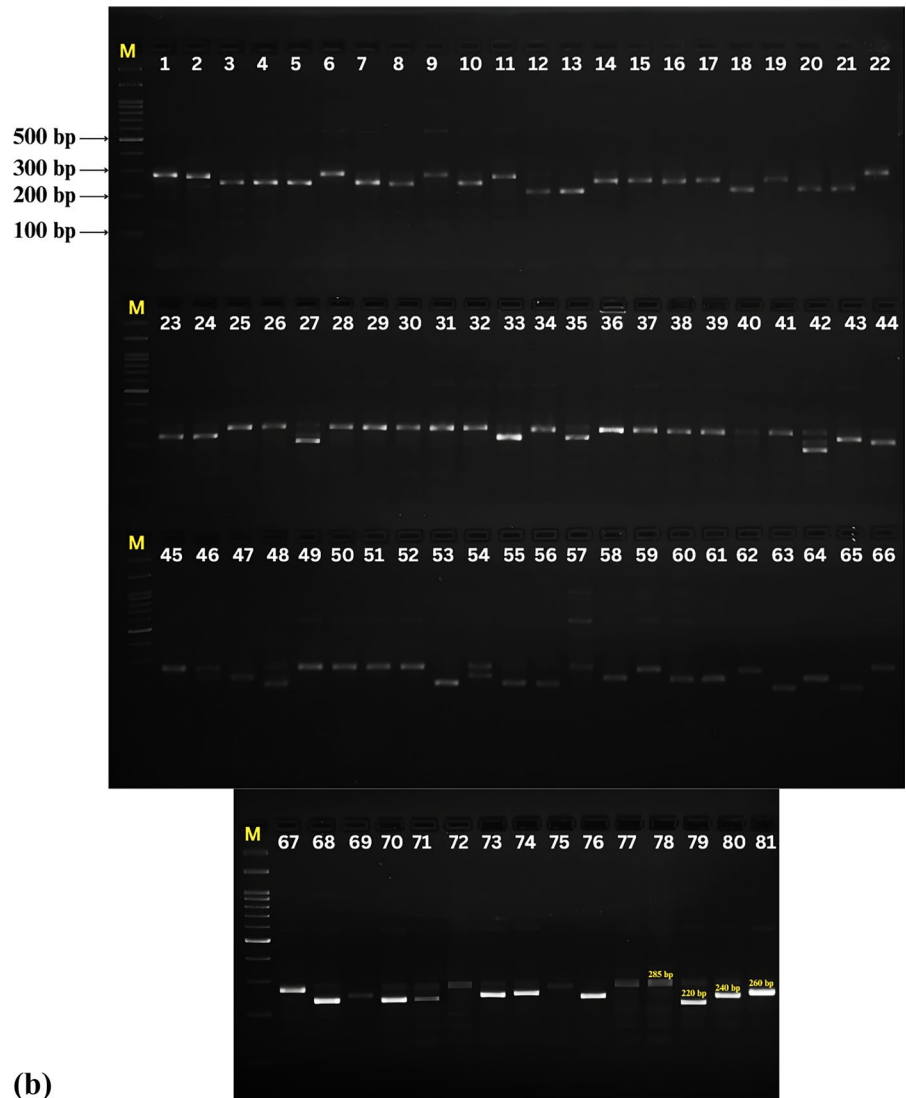 M
1 2 3 4 5 6 7 8 9 10 11 12 13 14 15 16 17 18 19 20 21 22
500 bp
300 bp
200 bp
100 bp
M
23 24 25 26 27 28 29 30 31 32 33 34 35 36 37 38 39 40 41 42 43 44
M
45 46 47 48 49 50 51 52 53 54 55 56 57 58 59 60 61 62 63 64 65 66
M
67 68 69 70 71 72 73 74 75 76 77 78 79 80 81
285 bp
220 bp 240 bp 260 bp
(b)